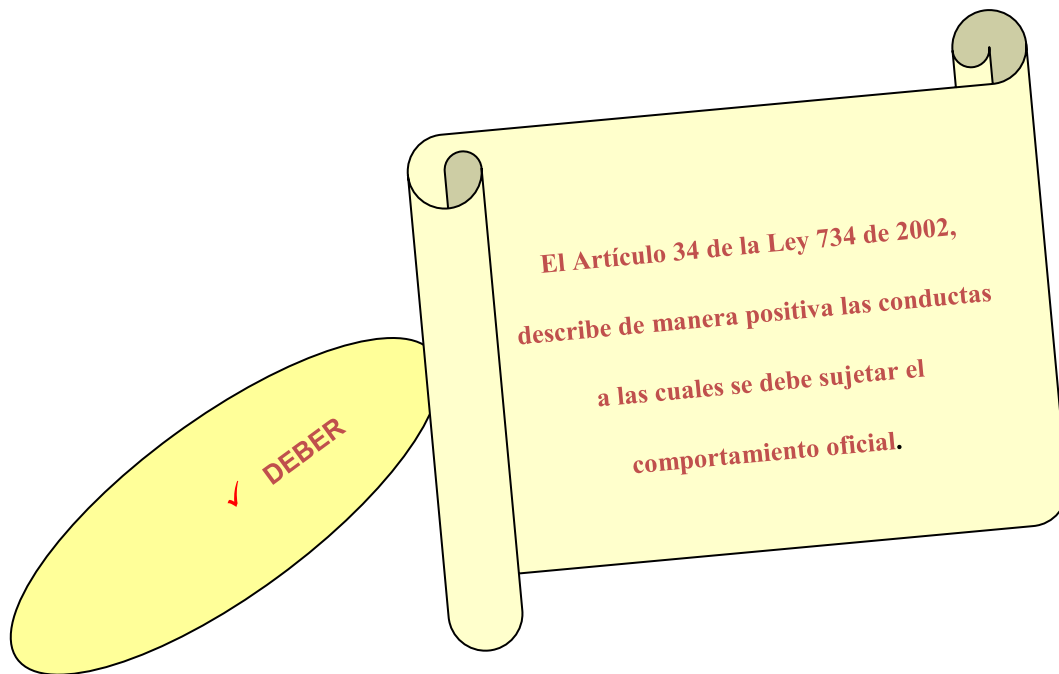 El Artículo 34 de la Ley 734 de 2002,
describe de manera positiva las conductas
a las cuales se debe sujetar el
comportamiento oficial.
✓ DEBER